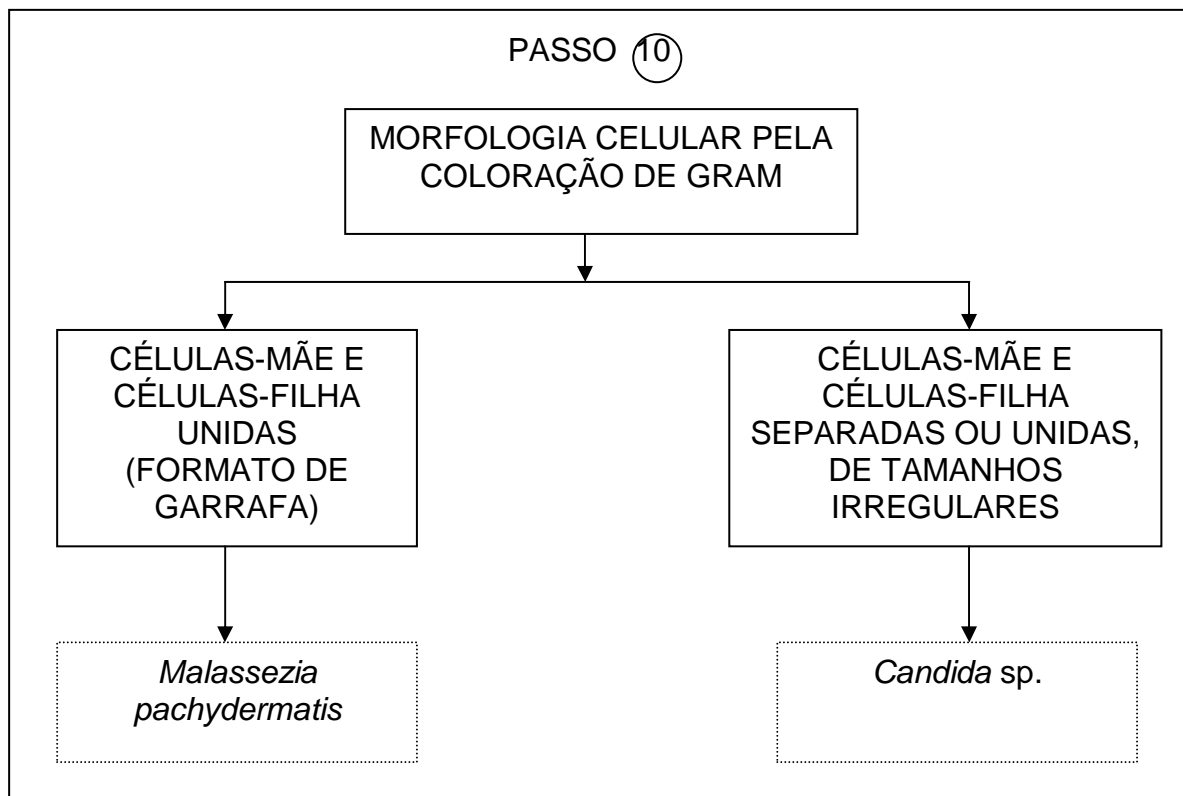 PASSO 10
MORFOLOGIA CELULAR PELA
COLORAÇÃO DE GRAM
CÉLULAS-MÃE E
CÉLULAS-FILHA
UNIDAS
(FORMATO DE
GARRAFA)
CÉLULAS-MÃE E
CÉLULAS-FILHA
SEPARADAS OU UNIDAS,
DE TAMANHOS
IRREGULARES
Malassezia
pachydermatis
Candida sp.